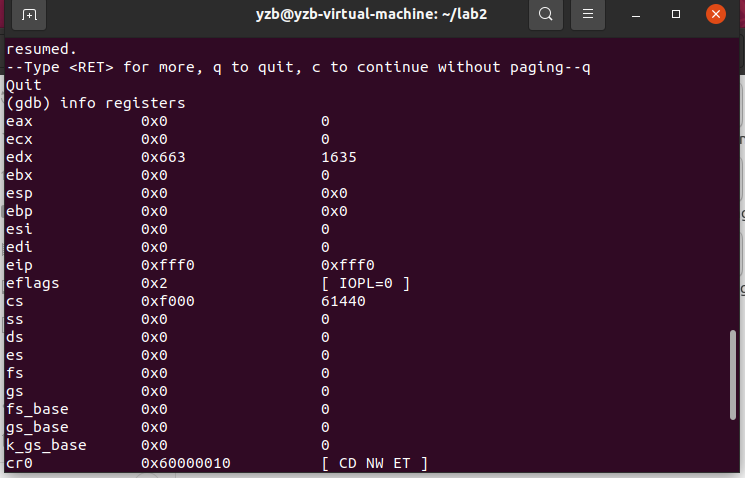 yzb@yzb-virtual-machine: ~/lab2
resumed.
--Type <RET> for more, q to quit, c to continue without paging--q
Quit
(gdb) info registers
eax 0x0 0
ecx 0x0 0
edx 0x663 1635
ebx 0x0 0
esp 0x0 0x0
ebp 0x0 0x0
esi 0x0 0
edi 0x0 0
eip 0xfff0 0xfff0
eflags 0x2 [ IOPL=0 ]
cs 0xf000 61440
ss 0x0 0
ds 0x0 0
es 0x0 0
fs 0x0 0
gs 0x0 0
fs_base 0x0 0
gs_base 0x0 0
k_gs_base 0x0 0
cr0 0x60000010 [ CD NW ET ]